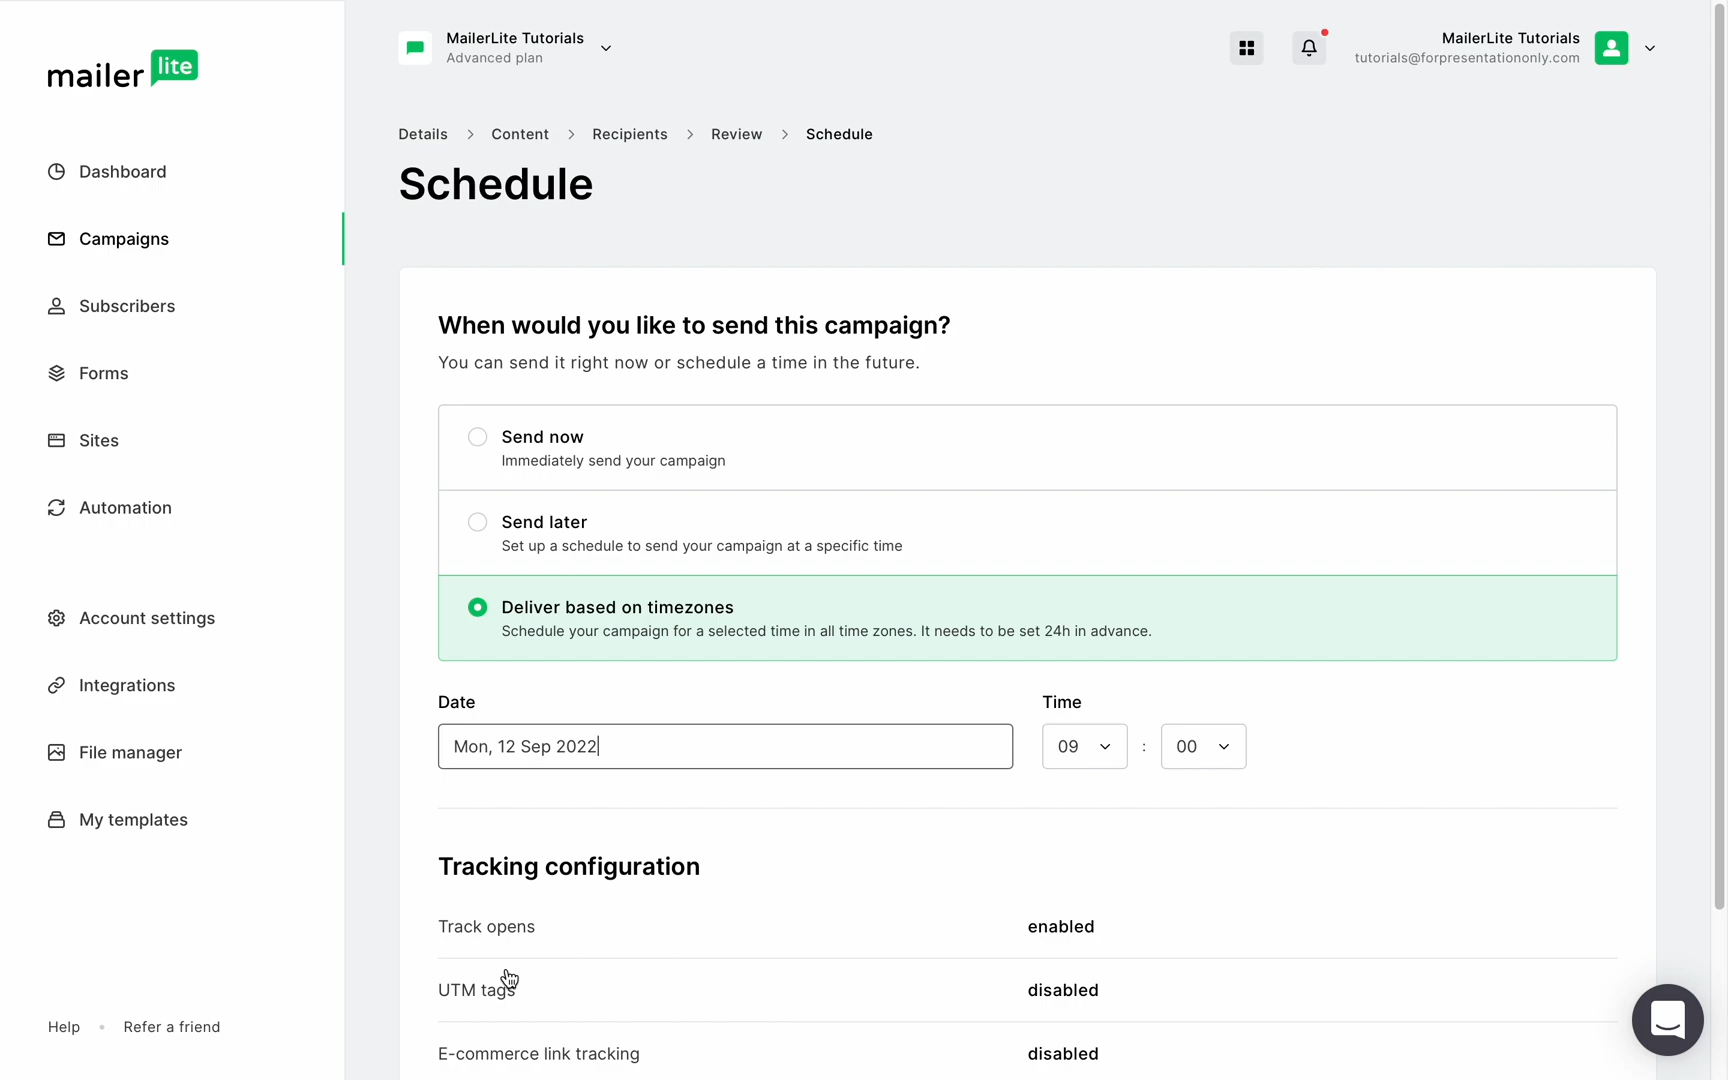 mailer lite
MailerLite Tutorials
Advanced plan
MailerLite Tutorials
tutorials@forpresentationonly.com
Dashboard
Campaigns
Subscribers
Forms
Sites
Automation
Account settings
Integrations
File manager
My templates
Help • Refer a friend
Details > Content > Recipients > Review > Schedule
Schedule
When would you like to send this campaign?
You can send it right now or schedule a time in the future.
Send now
Immediately send your campaign
Send later
Set up a schedule to send your campaign at a specific time
Deliver based on timezones
Schedule your campaign for a selected time in all time zones. It needs to be set 24h in advance.
Date Time
Mon, 12 Sep 2022 09 : 00
Tracking configuration
Track opens enabled
UTM tags disabled
E-commerce link tracking disabled